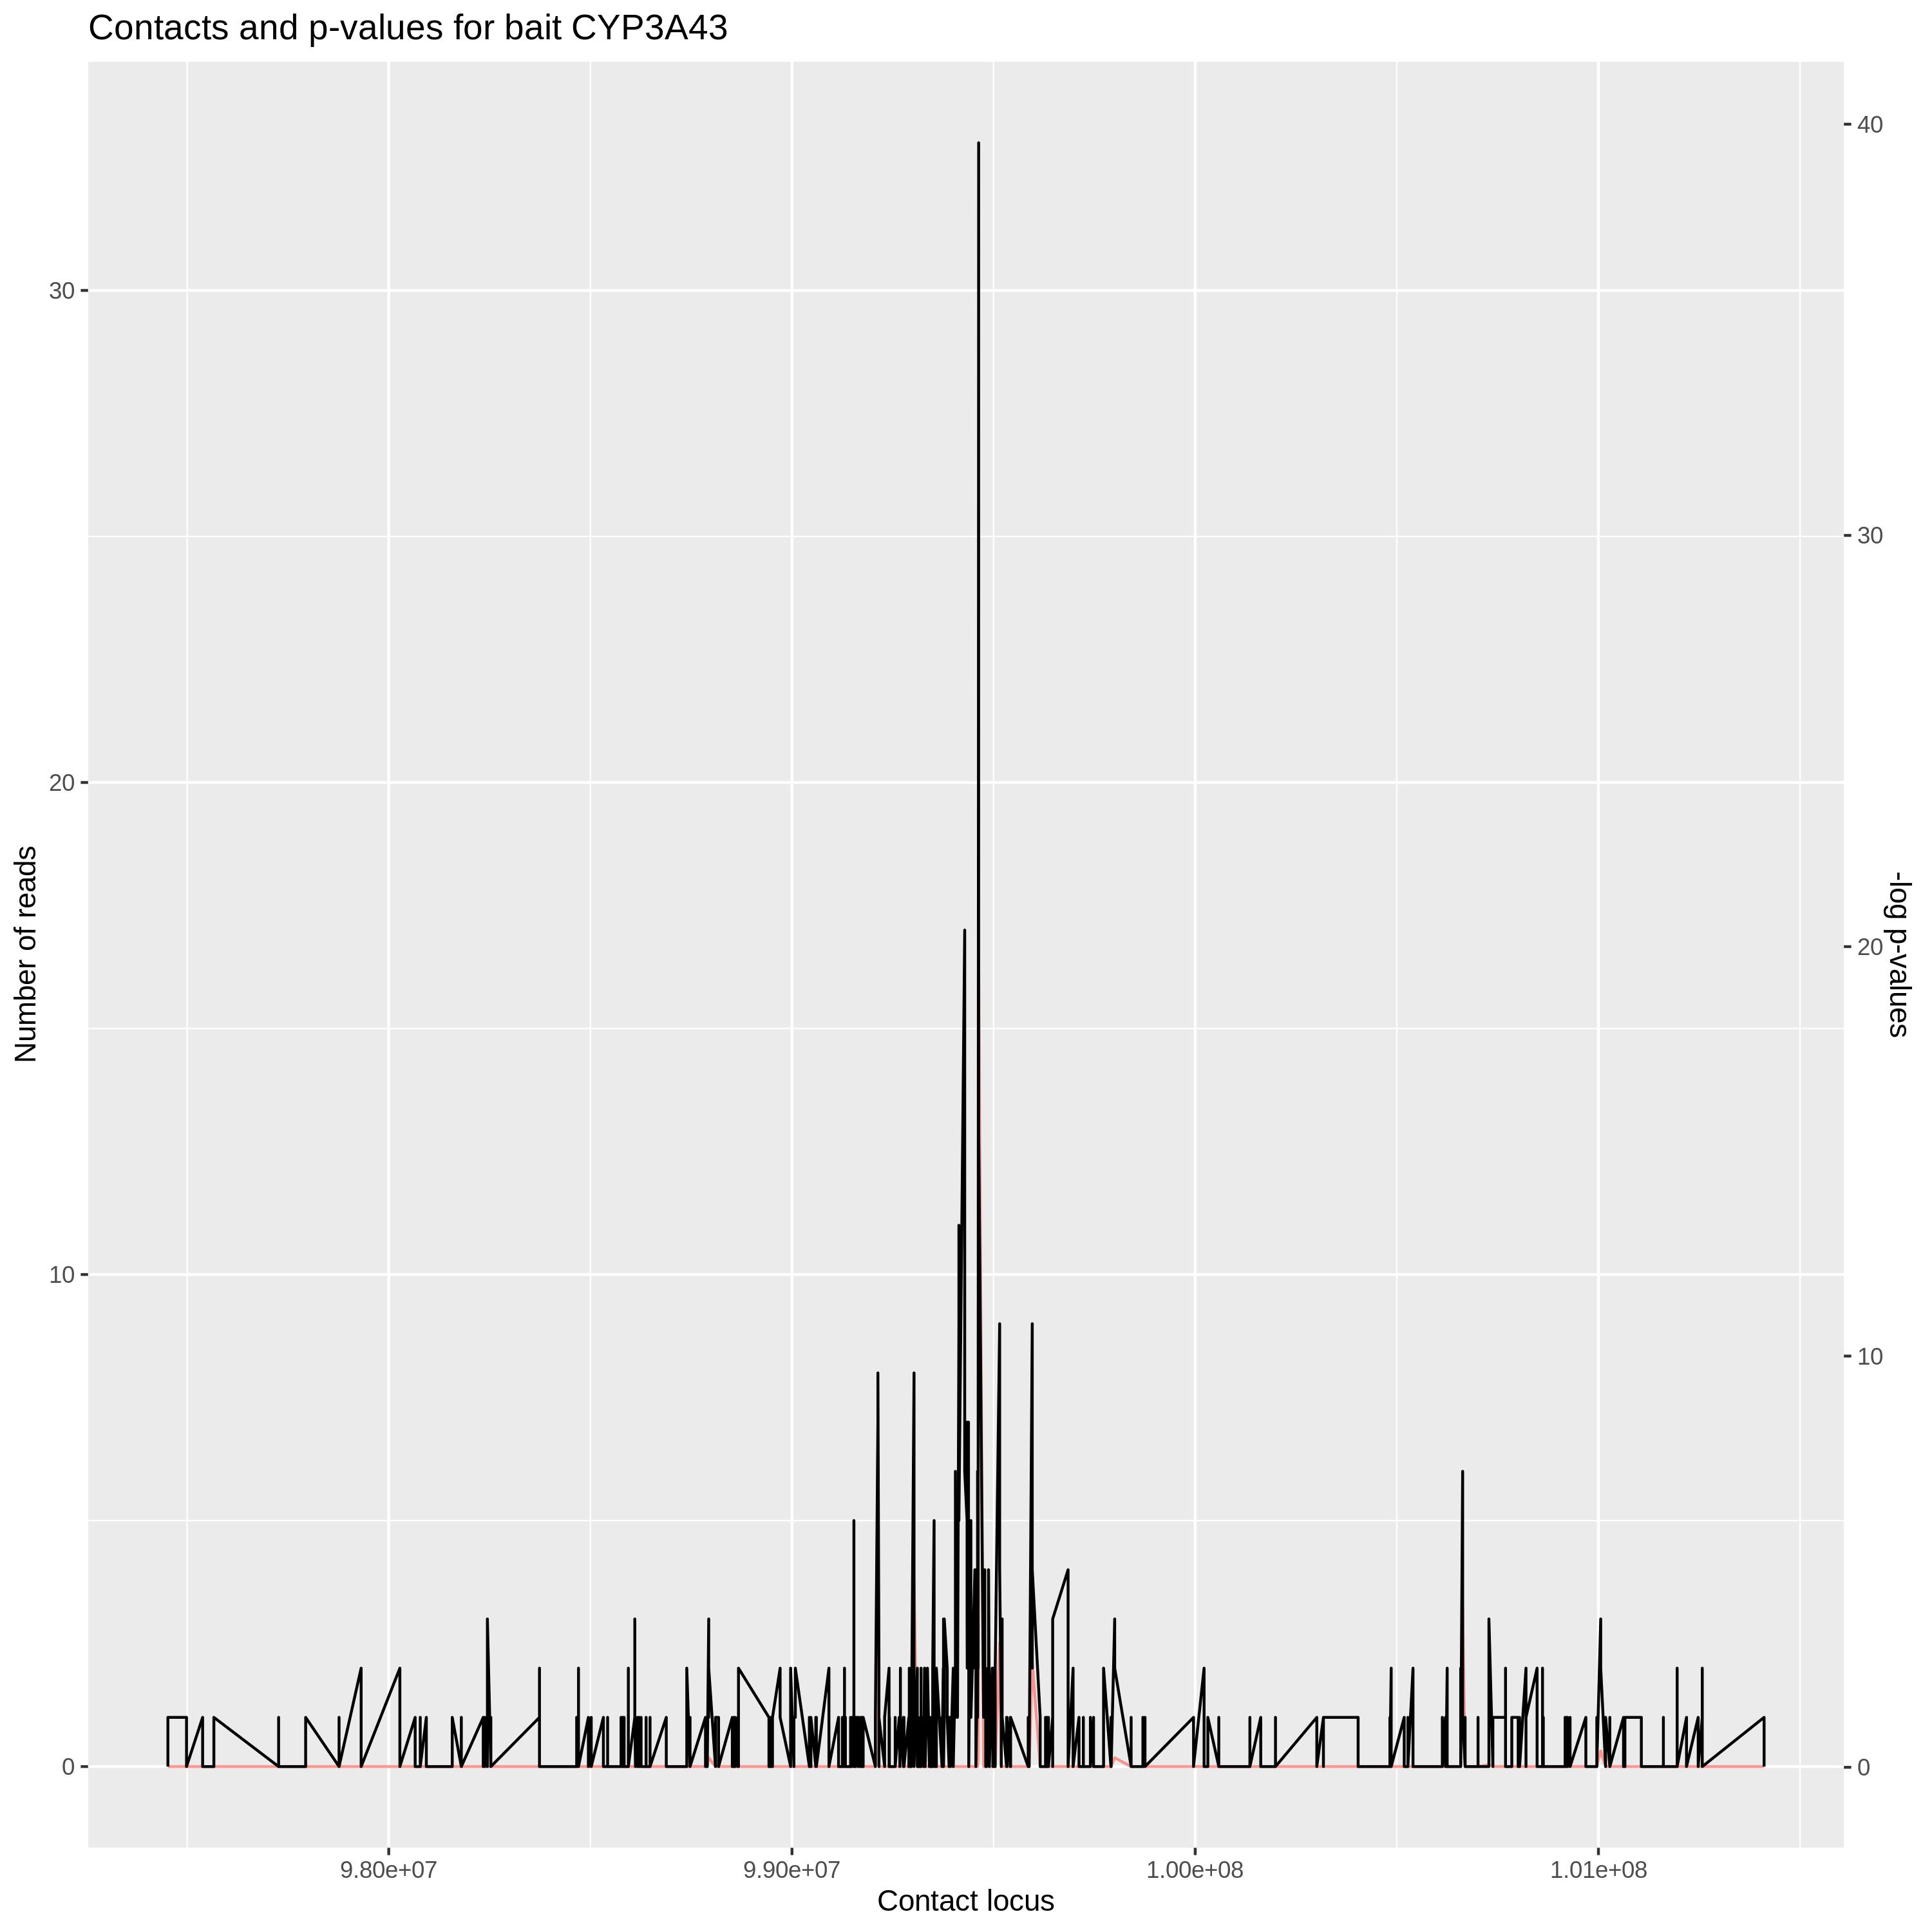 Contacts and p-values for bait CYP3A43
Number of reads
30
20
10
0
40
30
20
10
0
-log p-values
9.80e+07 9.90e+07 1.00e+08 1.01e+08
Contact locus